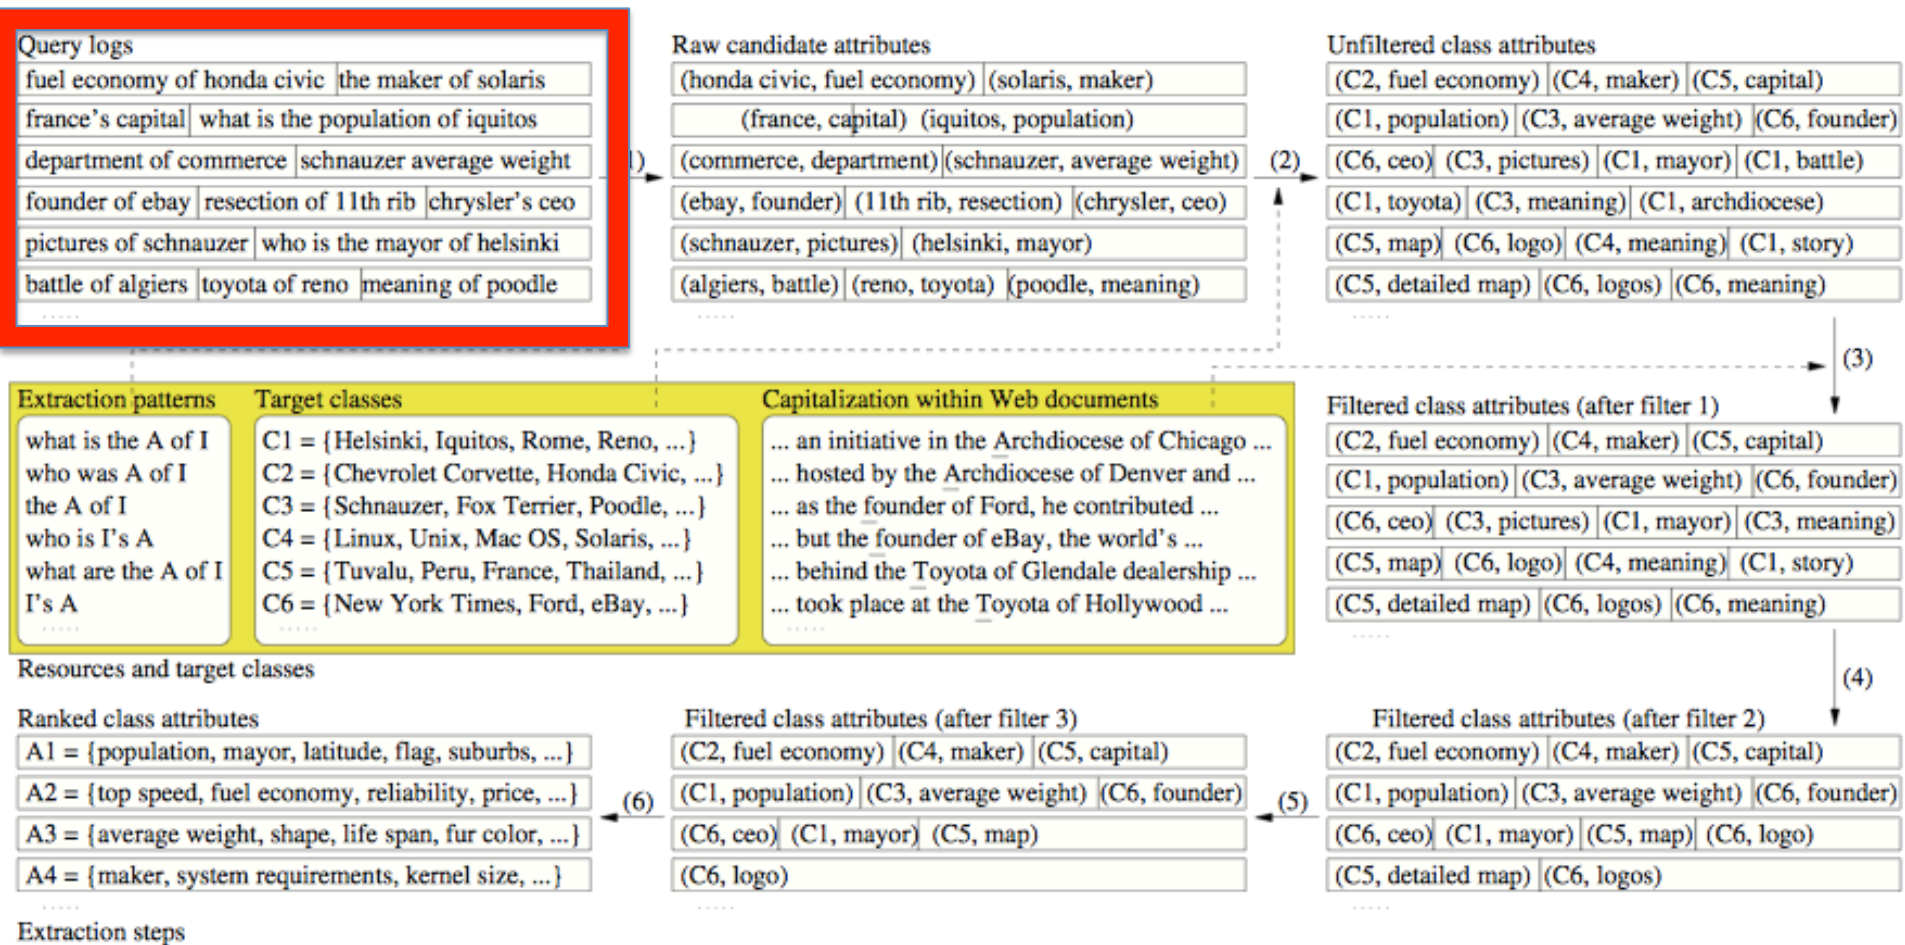 Query logs
fuel economy of honda civic the maker of solaris
france's capital what is the population of iquitos
department of commerce schnauzer average weight
founder of ebay resection of 11th rib chrysler's ceo
pictures of schnauzer who is the mayor of helsinki
battle of algiers toyota of reno meaning of poodle
.....
1)
Raw candidate attributes
(honda civic, fuel economy) (solaris, maker)
(france, capital) (iquitos, population)
(commerce, department) (schnauzer, average weight)
(ebay, founder) (11th rib, resection) (chrysler, ceo)
(schnauzer, pictures) (helsinki, mayor)
(algiers, battle) (reno, toyota) (poodle, meaning)
.....
(2)
Unfiltered class attributes
(C2, fuel economy) (C4, maker) (C5, capital)
(C1, population) (C3, average weight) (C6, founder)
(C6, ceo) (C3, pictures) (C1, mayor) (C1, battle)
(C1, toyota) (C3, meaning) (C1, archdiocese)
(C5, map) (C6, logo) (C4, meaning) (C1, story)
(C5, detailed map) (C6, logos) (C6, meaning)
.....
(3)
Extraction patterns
what is the A of I
who was A of I
the A of I
who is I's A
what are the A of I
I's A
.....
Target classes
C1 = {Helsinki, Iquitos, Rome, Reno, ...}
C2 = {Chevrolet Corvette, Honda Civic, ...}
C3 = {Schnauzer, Fox Terrier, Poodle, ...}
C4 = {Linux, Unix, Mac OS, Solaris, ...}
C5 = {Tuvalu, Peru, France, Thailand, ...}
C6 = {New York Times, Ford, eBay, ...}
.....
Capitalization within Web documents
... an initiative in the Archdiocese of Chicago ...
... hosted by the Archdiocese of Denver and ...
... as the founder of Ford, he contributed ...
... but the founder of eBay, the world's ...
... behind the Toyota of Glendale dealership ...
... took place at the Toyota of Hollywood ...
.....
Resources and target classes
Filtered class attributes (after filter 1)
(C2, fuel economy) (C4, maker) (C5, capital)
(C1, population) (C3, average weight) (C6, founder)
(C6, ceo) (C3, pictures) (C1, mayor) (C3, meaning)
(C5, map) (C6, logo) (C4, meaning) (C1, story)
(C5, detailed map) (C6, logos) (C6, meaning)
.....
(4)
Ranked class attributes
A1 = {population, mayor, latitude, flag, suburbs, ...}
A2 = {top speed, fuel economy, reliability, price, ...}
A3 = {average weight, shape, life span, fur color, ...}
A4 = {maker, system requirements, kernel size, ...}
.....
(6)
Filtered class attributes (after filter 3)
(C2, fuel economy) (C4, maker) (C5, capital)
(C1, population) (C3, average weight) (C6, founder)
(C6, ceo) (C1, mayor) (C5, map)
(C6, logo)
.....
(5)
Filtered class attributes (after filter 2)
(C2, fuel economy) (C4, maker) (C5, capital)
(C1, population) (C3, average weight) (C6, founder)
(C6, ceo) (C1, mayor) (C5, map) (C6, logo)
(C5, detailed map) (C6, logos)
.....
Extraction steps